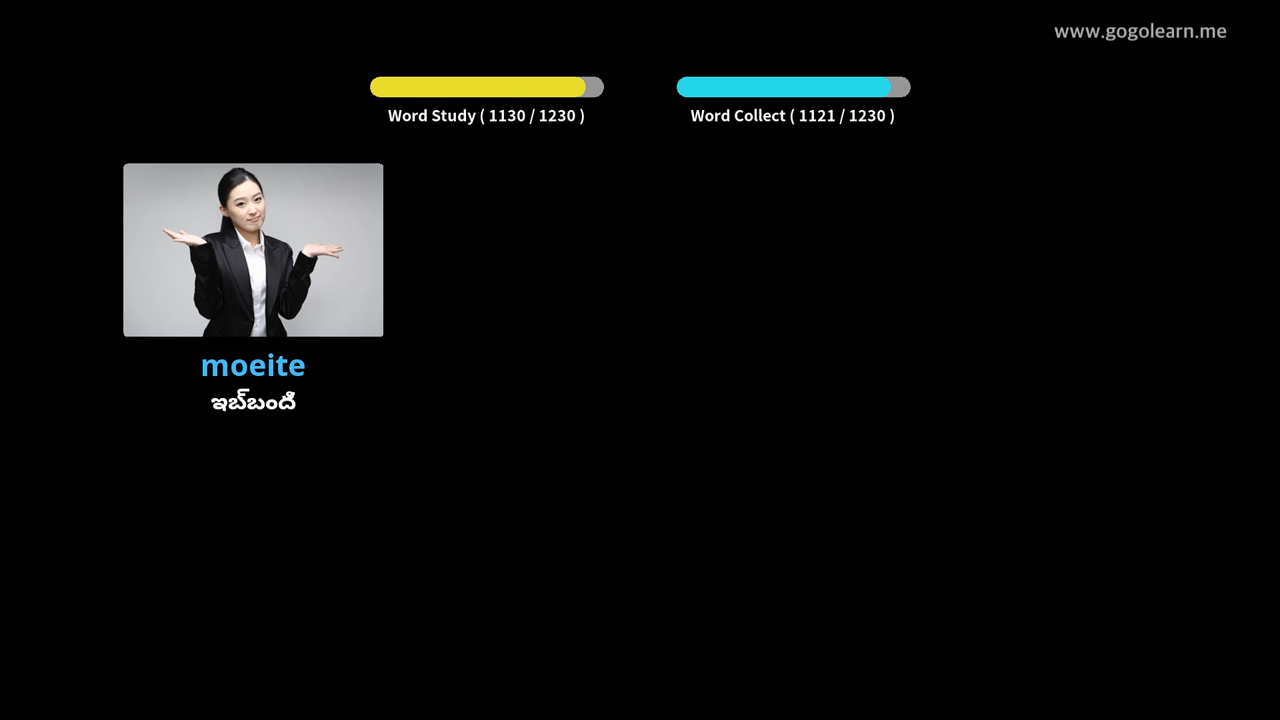 www.gogolearn.me
Word Study ( 1130 / 1230 )
Word Collect ( 1121 / 1230 )
moeite
ఇబ్‌బందీ